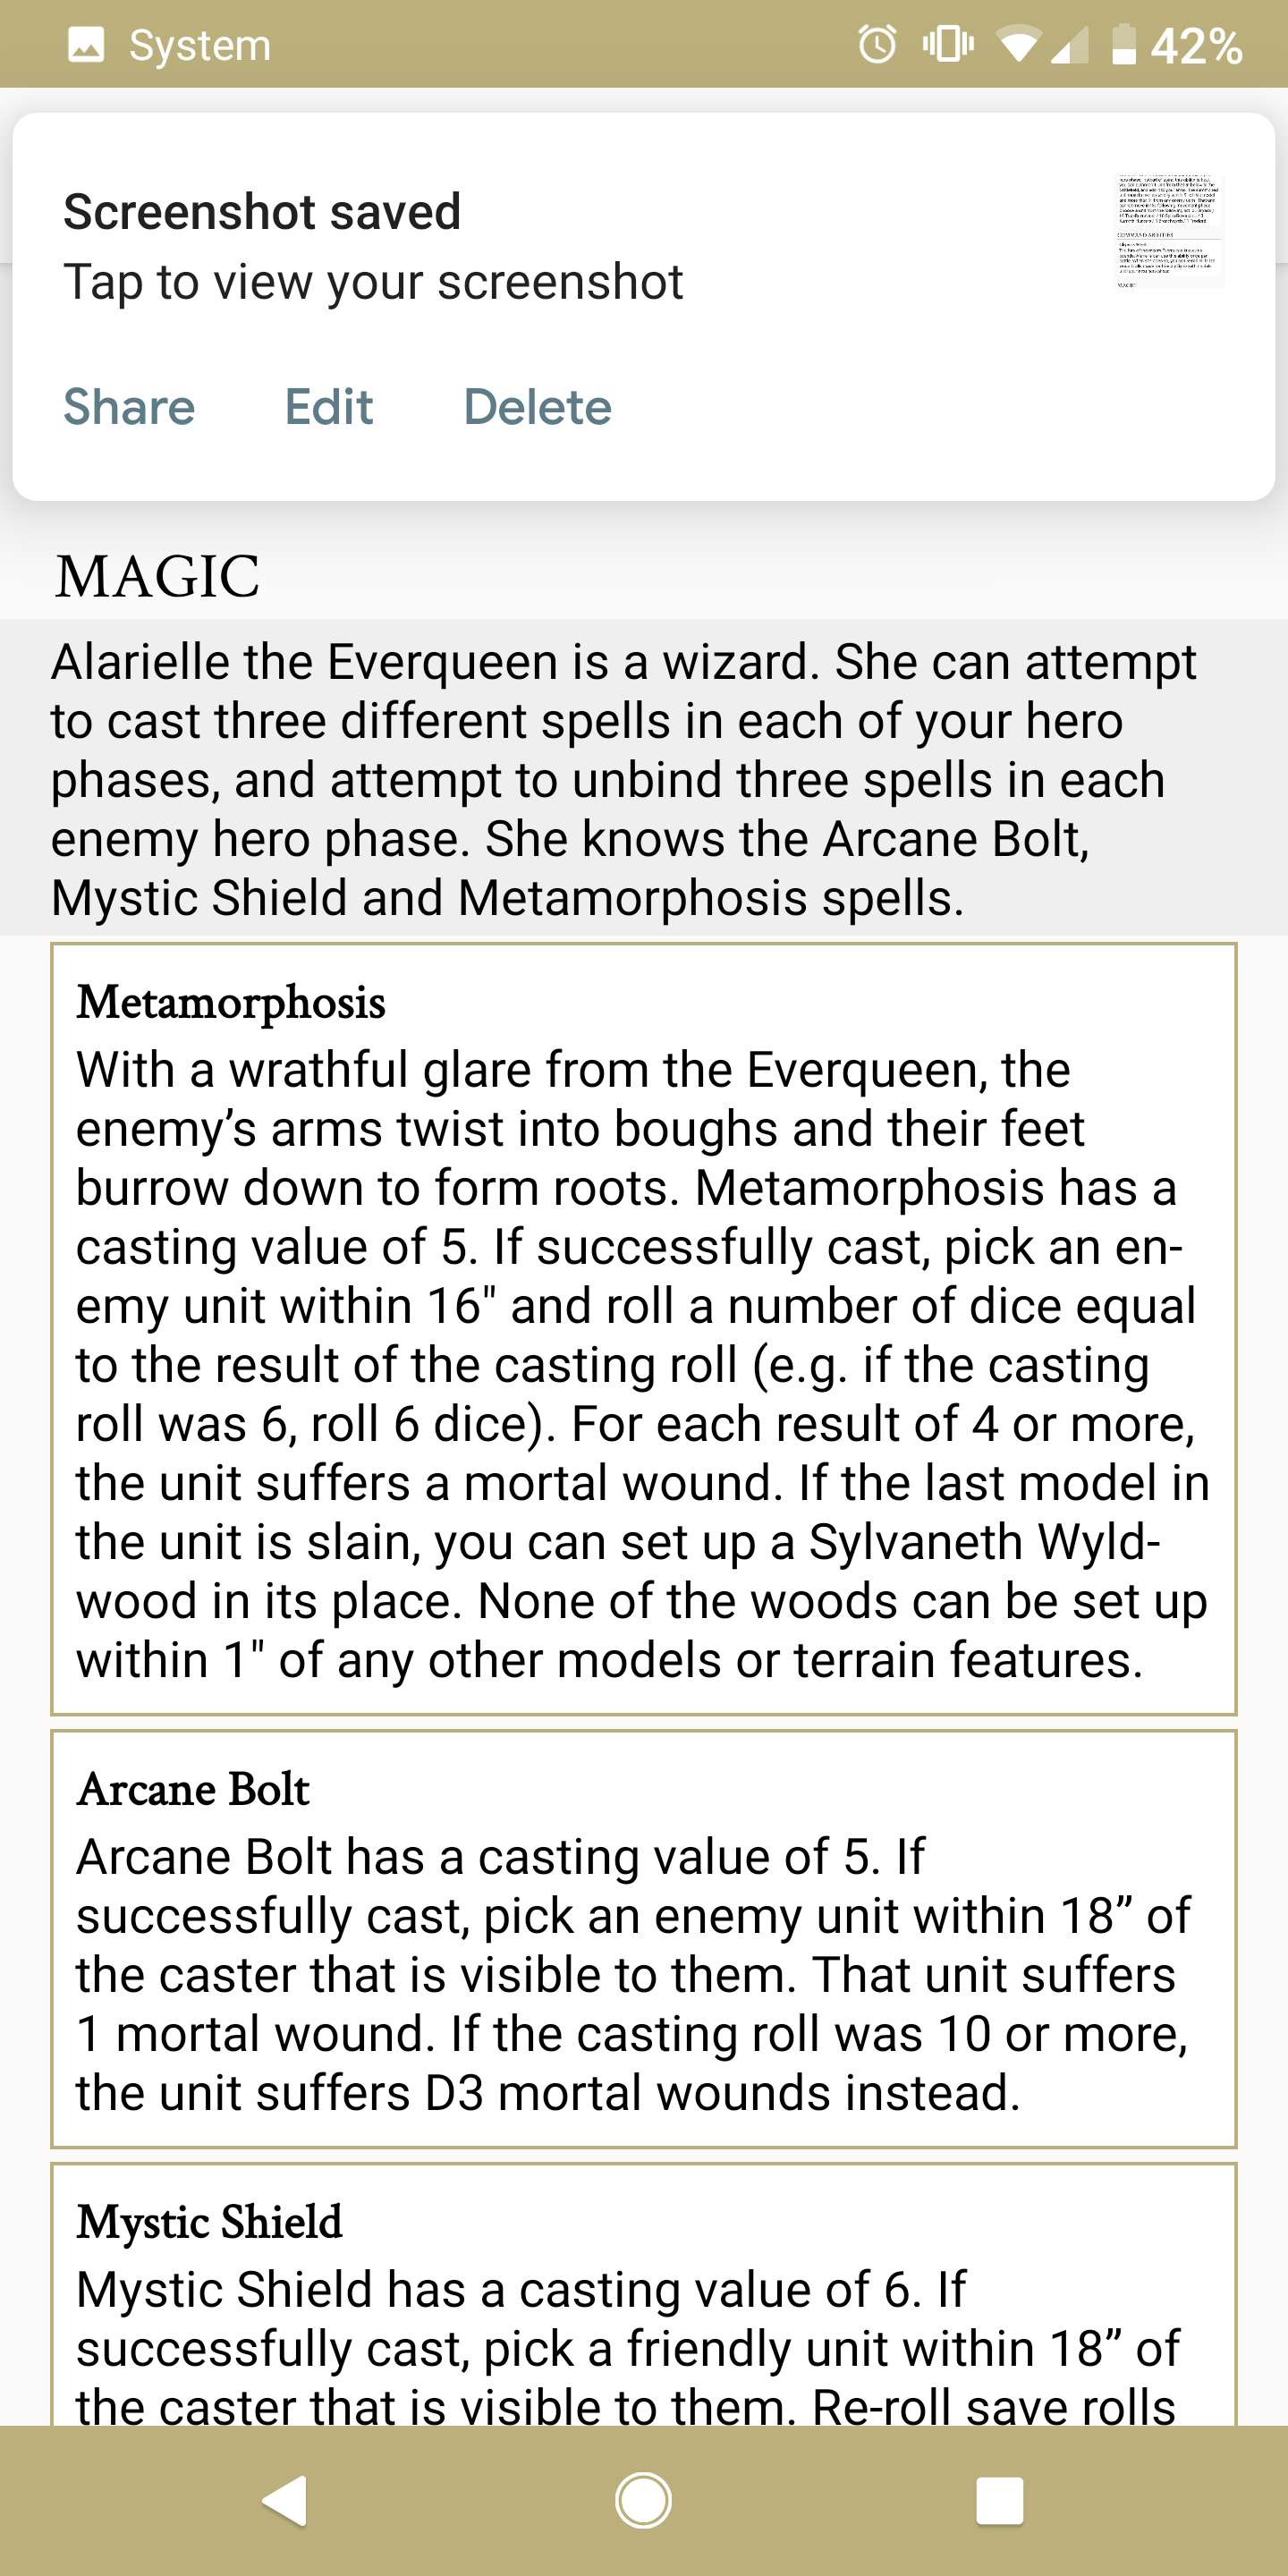 System
42%
Screenshot saved
Tap to view your screenshot
Share Edit Delete
COMMAND ABILITIES
MAGIC
MAGIC
Alarielle the Everqueen is a wizard. She can attempt
to cast three different spells in each of your hero
phases, and attempt to unbind three spells in each
enemy hero phase. She knows the Arcane Bolt,
Mystic Shield and Metamorphosis spells.
Metamorphosis
With a wrathful glare from the Everqueen, the
enemy’s arms twist into boughs and their feet
burrow down to form roots. Metamorphosis has a
casting value of 5. If successfully cast, pick an en-
emy unit within 16" and roll a number of dice equal
to the result of the casting roll (e.g. if the casting
roll was 6, roll 6 dice). For each result of 4 or more,
the unit suffers a mortal wound. If the last model in
the unit is slain, you can set up a Sylvaneth Wyld-
wood in its place. None of the woods can be set up
within 1" of any other models or terrain features.
Arcane Bolt
Arcane Bolt has a casting value of 5. If
successfully cast, pick an enemy unit within 18” of
the caster that is visible to them. That unit suffers
1 mortal wound. If the casting roll was 10 or more,
the unit suffers D3 mortal wounds instead.
Mystic Shield
Mystic Shield has a casting value of 6. If
successfully cast, pick a friendly unit within 18” of
the caster that is visible to them. Re-roll save rolls